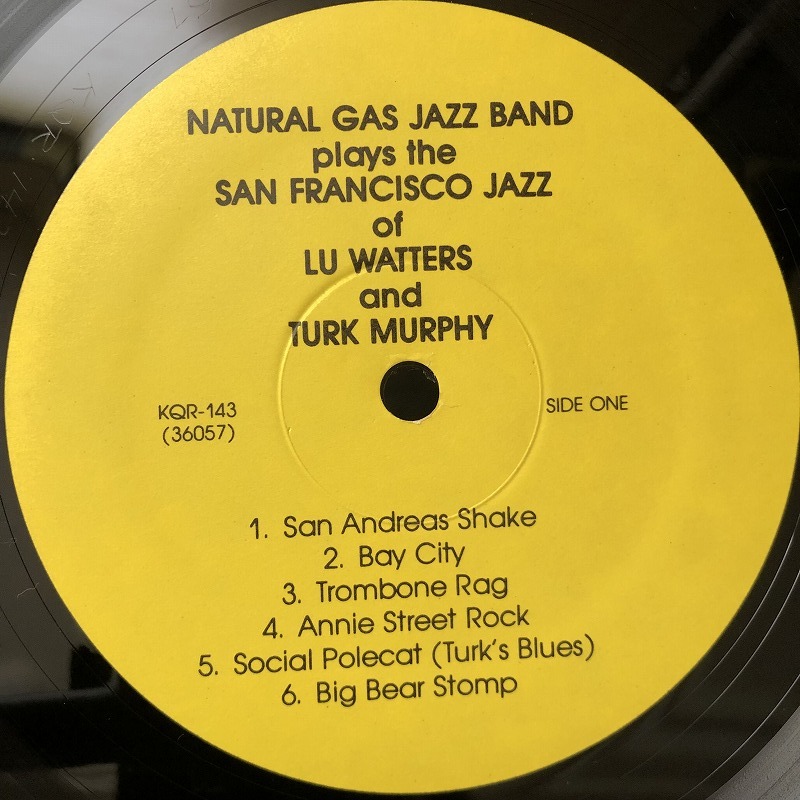 NATURAL GAS JAZZ BAND
plays the
SAN FRANCISCO JAZZ
of
LU WATTERS
and
TURK MURPHY
KQR-143
(36057)
SIDE ONE
1. San Andreas Shake
2. Bay City
3. Trombone Rag
4. Annie Street Rock
5. Social Polecat (Turk's Blues)
6. Big Bear Stomp